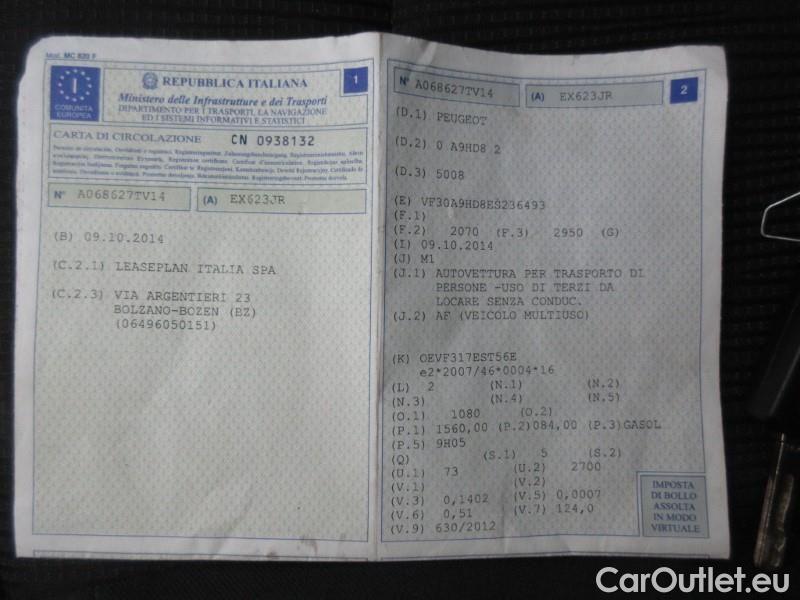 Mod. MC 820 F
I
COMUNITÀ
EUROPEA
REPUBBLICA ITALIANA
1
Ministero delle Infrastrutture e dei Trasporti
DIPARTIMENTO PER I TRASPORTI, LA NAVIGAZIONE
ED I SISTEMI INFORMATIVI E STATISTICI
CARTA DI CIRCOLAZIONE CN 0938132
N° A068627TV14 (A) EX623JR
(B) 09.10.2014
(C.2.1) LEASEPLAN ITALIA SPA
(C.2.3) VIA ARGENTIERI 23
BOLZANO-BOZEN (BZ)
(06496050151)
N° A068627TV14 (A) EX623JR 2
(D.1) PEUGEOT
(D.2) 0 A9HD8 2
(D.3) 5008
(E) VF30A9HD8ES236493
(F.1)
(F.2) 2070 (F.3) 2950 (G)
(I) 09.10.2014
(J) M1
(J.1) AUTOVETTURA PER TRASPORTO DI
PERSONE -USO DI TERZI DA
LOCARE SENZA CONDUC.
(J.2) AF (VEICOLO MULTIUSO)
(K) OEVF317EST56E
e2*2007/46*0004*16
(L) 2 (N.1) (N.2)
(N.3) (N.4) (N.5)
(O.1) 1080 (O.2)
(P.1) 1560,00 (P.2)084,00 (P.3)GASOL
(P.5) 9H05
(Q) (S.1) 5 (S.2)
(U.1) 73 (U.2) 2700
(V.1) (V.2)
(V.3) 0,1402 (V.5) 0,0007
(V.6) 0,51 (V.7) 124,0
(V.9) 630/2012
IMPOSTA
DI BOLLO
ASSOLTA
IN MODO
VIRTUALE
CarOutlet.eu